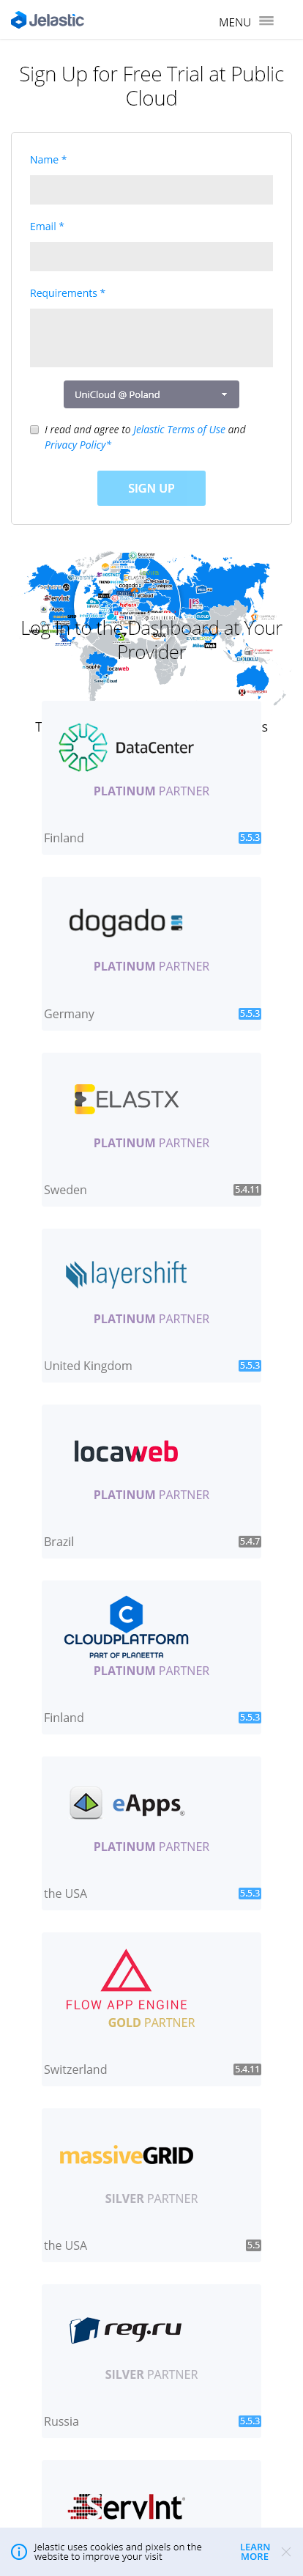 Jelastic
MENU
Sign Up for Free Trial at Public
Cloud
Name *
Email *
Requirements *
UniCloud @ Poland
I read and agree to Jelastic Terms of Use and
Privacy Policy*
SIGN UP
Log In to the Dashboard at Your
Provider
DataCenter
PLATINUM PARTNER
Finland
5.5.3
dogado
PLATINUM PARTNER
Germany
5.5.3
ELASTX
PLATINUM PARTNER
Sweden
5.4.11
layershift
PLATINUM PARTNER
United Kingdom
5.5.3
locaweb
PLATINUM PARTNER
Brazil
5.4.7
CLOUDPLATFORM
PART OF PLANEETTA
PLATINUM PARTNER
Finland
5.5.3
eApps®
PLATINUM PARTNER
the USA
5.5.3
FLOW APP ENGINE
GOLD PARTNER
Switzerland
5.4.11
massiveGRID
SILVER PARTNER
the USA
5.5
reg.ru
SILVER PARTNER
Russia
5.5.3
ServInt
Jelastic uses cookies and pixels on the
website to improve your visit
LEARN
MORE